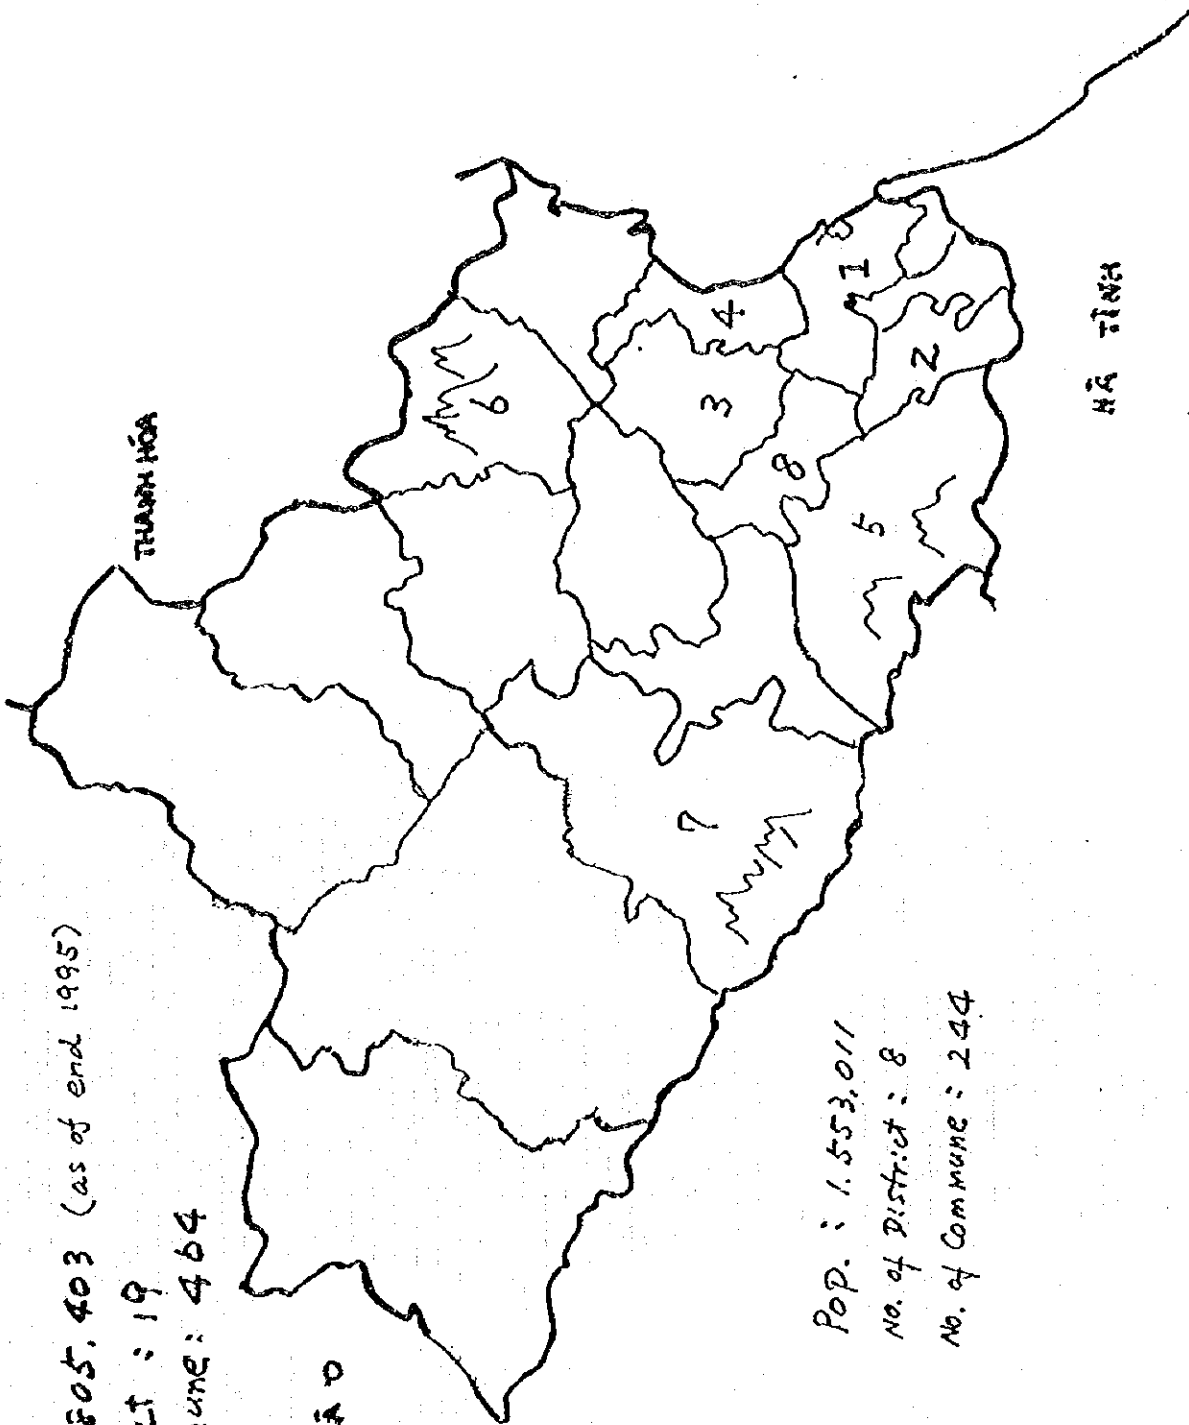 805.403 (as of end 1995)
: 19
une: 464
THANH HÓA
6
4
3
1
2
8
5
7
HÀ TĨNH
Pop. : 1.553.011
No. of District : 8
No. of Commune : 244